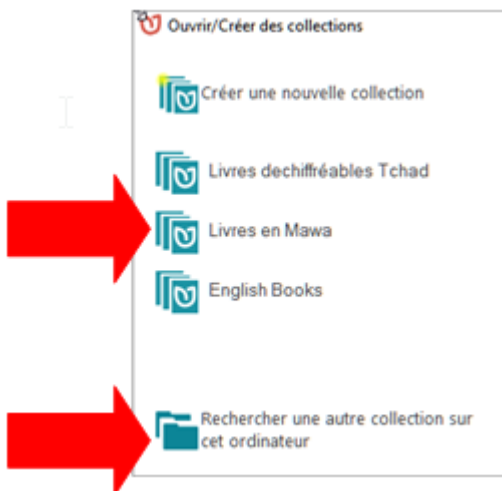 Ouvrir/Créer des collections
Créer une nouvelle collection
Livres dechiffréables Tchad
Livres en Mawa
English Books
Rechercher une autre collection sur
cet ordinateur